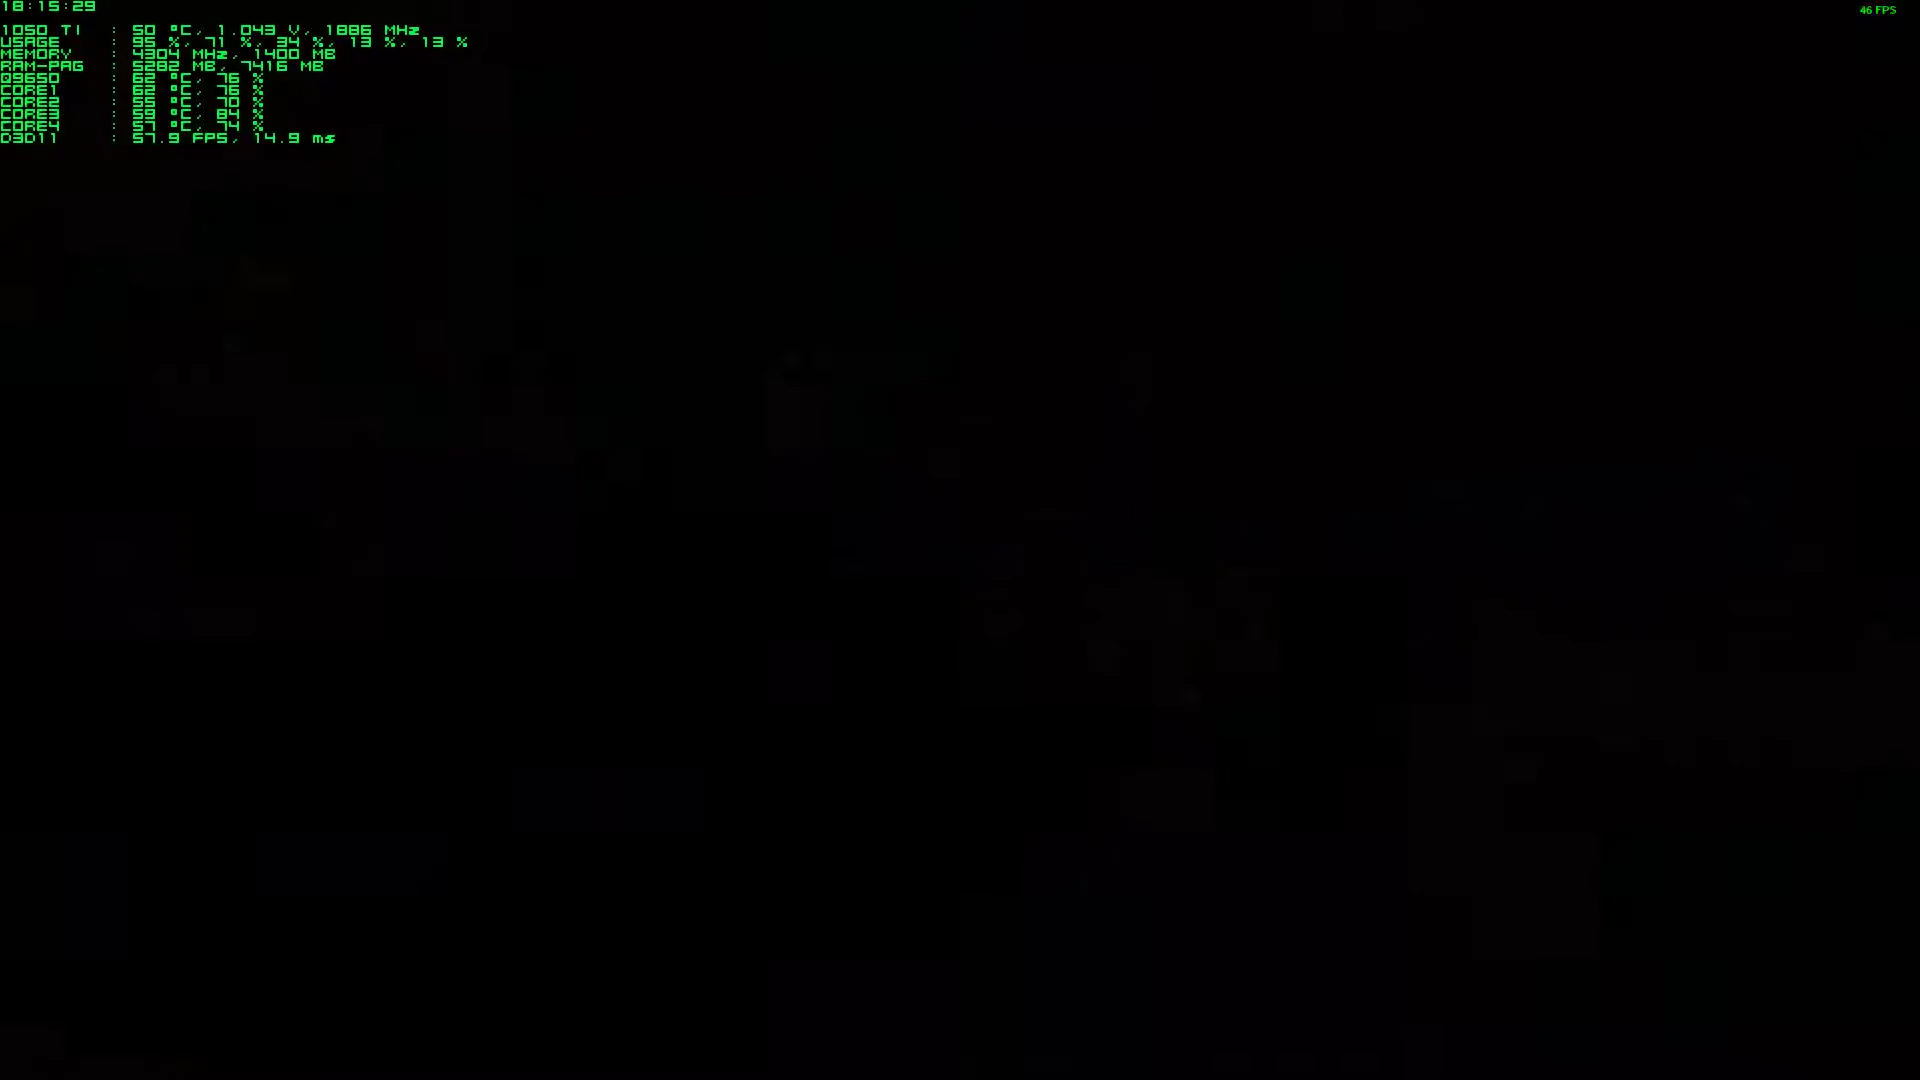 18:15:29
46 FPS
1050 TI : 50 °C, 1.043 V, 1886 MHz
USAGE : 95 %, 71 %, 34 %, 13 %, 13 %
MEMORY : 4304 MHz, 1400 MB
RAM-PAG : 5282 MB, 7416 MB
Q9650 : 62 °C, 76 %
CORE1 : 62 °C, 76 %
CORE2 : 55 °C, 70 %
CORE3 : 59 °C, 84 %
CORE4 : 57 °C, 74 %
D3D11 : 57.9 FPS, 14.9 ms